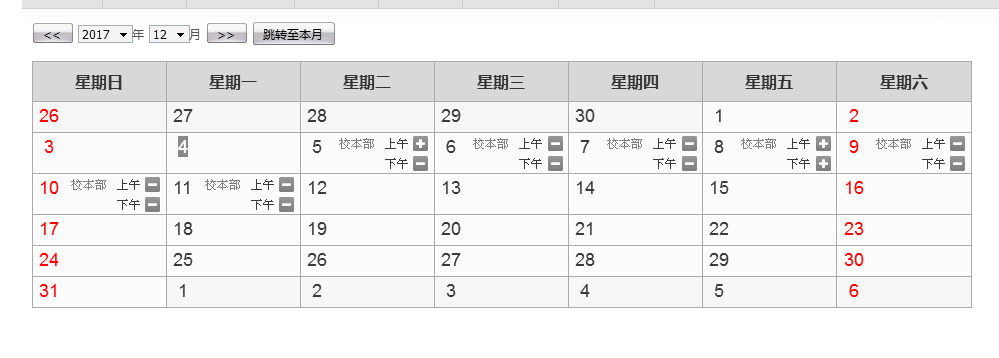 << 2017 年 12 月 >> 跳转至本月
星期日 星期一 星期二 星期三 星期四 星期五 星期六
26 27 28 29 30 1 2
3 4 5 校本部 上午 6 校本部 上午 7 校本部 上午 8 校本部 上午 9 校本部 上午
下午 下午 下午 下午 下午
10 校本部 上午 11 校本部 上午 12 13 14 15 16
下午 下午
17 18 19 20 21 22 23
24 25 26 27 28 29 30
31 1 2 3 4 5 6